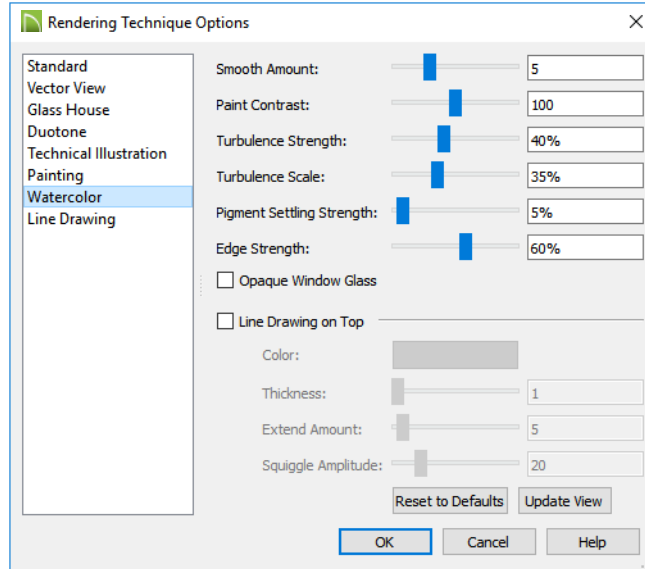 Rendering Technique Options
Standard
Vector View
Glass House
Duotone
Technical Illustration
Painting
Watercolor
Line Drawing
Smooth Amount: 5
Paint Contrast: 100
Turbulence Strength: 40%
Turbulence Scale: 35%
Pigment Settling Strength: 5%
Edge Strength: 60%
Opaque Window Glass
Line Drawing on Top
Color:
Thickness: 1
Extend Amount: 5
Squiggle Amplitude: 20
Reset to Defaults Update View
OK Cancel Help